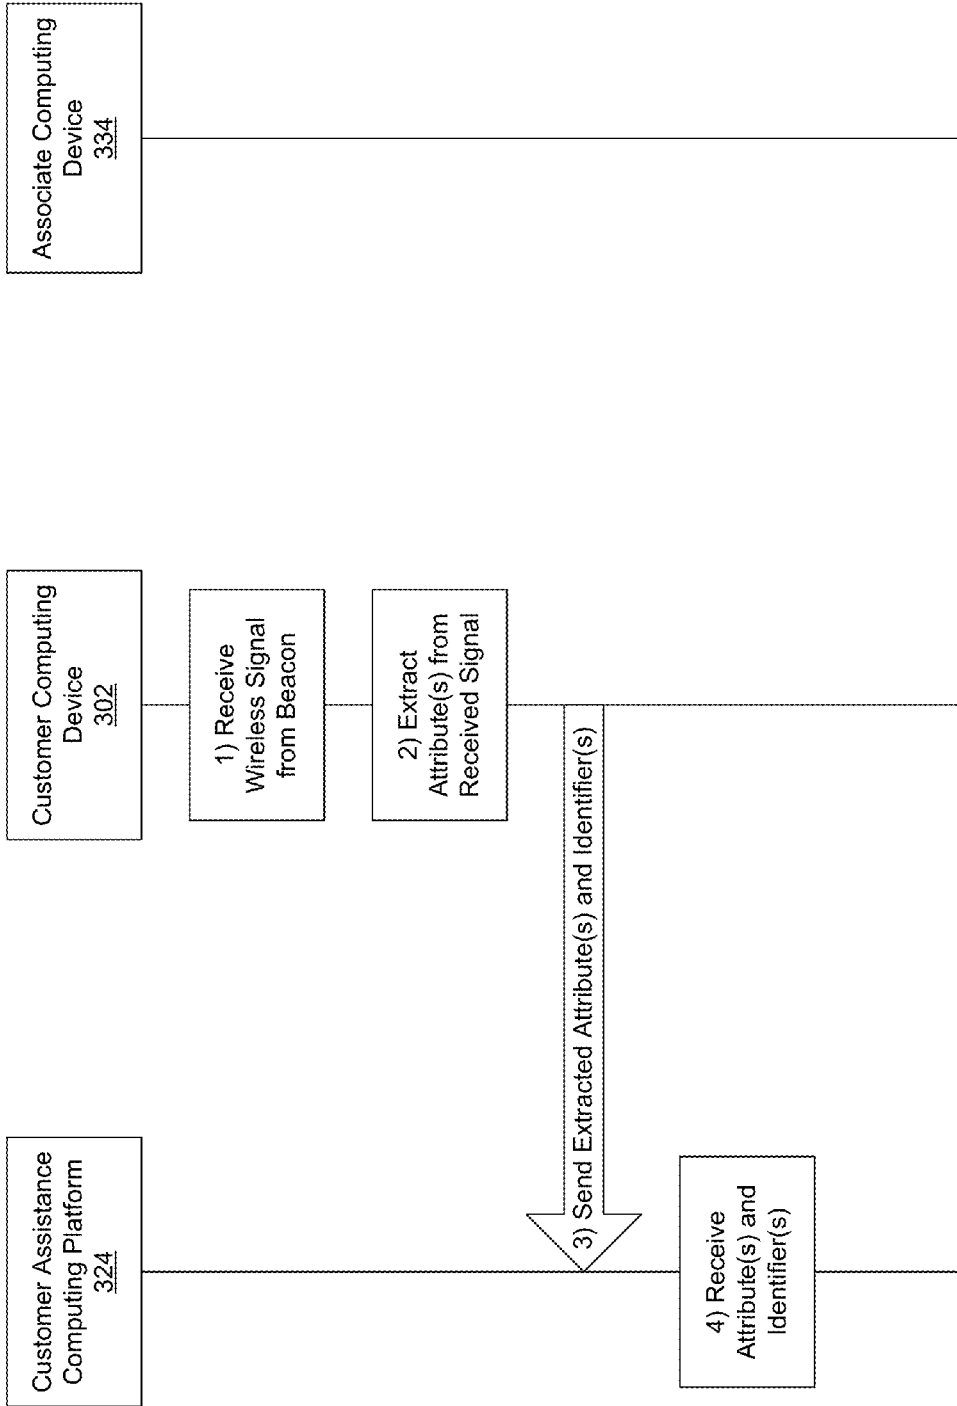 Customer Assistance
Computing Platform
324
Customer Computing
Device
302
Associate Computing
Device
334
1) Receive
Wireless Signal
from Beacon
2) Extract
Attribute(s) from
Received Signal
3) Send Extracted Attribute(s) and Identifier(s)
4) Receive
Attribute(s) and
Identifier(s)